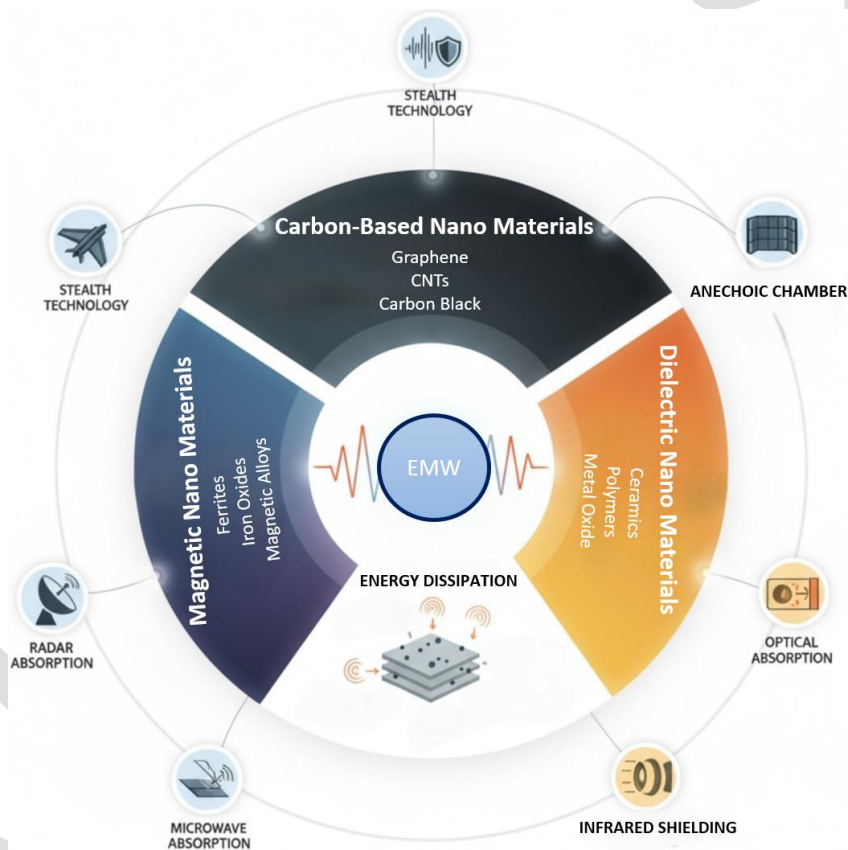 STEALTH
TECHNOLOGY
Carbon-Based Nano Materials
Graphene
CNTs
Carbon Black
STEALTH
TECHNOLOGY
ANECHOIC CHAMBER
Magnetic Nano Materials
Ferrites
Iron Oxides
Magnetic Alloys
EMW
Dielectric Nano Materials
Ceramics
Polymers
Metal Oxide
ENERGY DISSIPATION
RADAR
ABSORPTION
OPTICAL
ABSORPTION
MICROWAVE
ABSORPTION
INFRARED SHIELDING